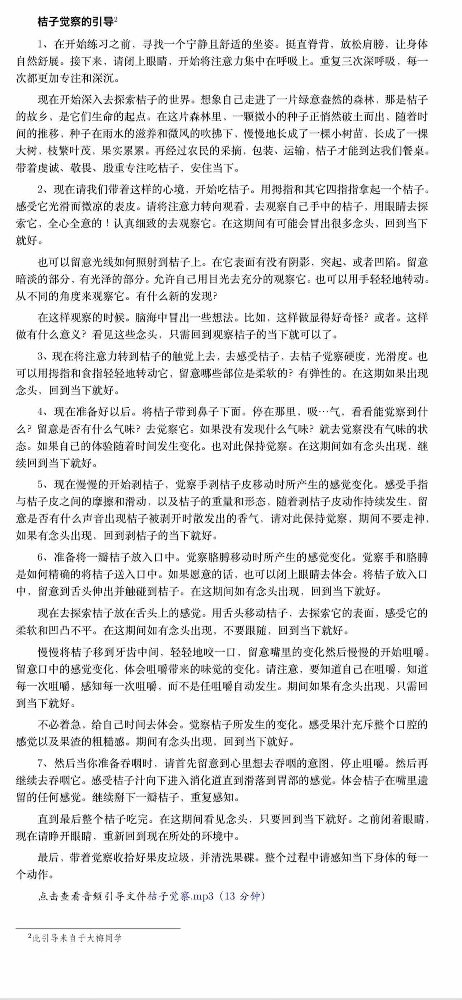 桔子觉察的引导2
1、在开始练习之前，寻找一个宁静且舒适的坐姿。挺直脊背，放松肩膀，让身体
自然舒展。接下来，请闭上眼睛，开始将注意力集中在呼吸上。重复三次深呼吸，每一
次都更加专注和深沉。
现在开始深入去探索桔子的世界。想象自己走进了一片绿意盎然的森林，那是桔子
的故乡，是它们生命的起点。在这片森林里，一颗微小的种子正悄然破土而出，随着时
间的推移，种子在雨水的滋养和微风的吹拂下，慢慢地长成了一棵小树苗，长成了一棵
大树，枝繁叶茂，果实累累。再经过农民的采摘，包装、运输，桔子才能到达我们餐桌。
带着虔诚、敬畏、殷重专注吃桔子，安住当下。
2、现在请我们带着这样的心境，开始吃桔子。用拇指和其它四指指拿起一个桔子。
感受它光滑而微凉的表皮。请将注意力转向观看，去观察自己手中的桔子，用眼睛去探
索它，全心全意的！认真细致的去观察它。在这期间有可能会冒出很多念头，回到当下
就好。
也可以留意光线如何照射到桔子上。在它表面有没有阴影，突起、或者凹陷。留意
暗淡的部分，有光泽的部分。允许自己用目光去充分的观察它。也可以用手轻轻地转动。
从不同的角度来观察它。有什么新的发现？
在这样观察的时候。脑海中冒出一些想法。比如，这样做显得好奇怪？或者。这样
做有什么意义？看见这些念头，只需回到观察桔子的当下就可以了。
3、现在将注意力转到桔子的触觉上去，去感受桔子，去桔子觉察硬度，光滑度。也
可以用拇指和食指轻轻地转动它，留意哪些部位是柔软的？有弹性的。在这期如果出现
念头，回到当下就好。
4、现在准备好以后。将桔子带到鼻子下面。停在那里，吸…气，看看能觉察到什
么？留意是否有什么气味？去觉察它。如果没有发现什么气味？就去觉察没有气味的状
态。如果自己的体验随着时间发生变化。也对此保持觉察。在这期间如有念头出现，继
续回到当下就好。
5、现在慢慢的开始剥桔子，觉察手剥桔子皮移动时所产生的感觉变化。感受手指
与桔子皮之间的摩擦和滑动，以及桔子的重量和形态，随着剥桔子皮动作持续发生，留
意是否有什么声音出现桔子被剥开时散发出的香气，请对此保持觉察，期间不要走神，
如果有念头出现，回到剥桔子的当下就好。
6、准备将一瓣桔子放入口中。觉察胳膊移动时所产生的感觉变化。觉察手和胳膊
是如何精确的将桔子送入口中。如果愿意的话，也可以闭上眼睛去体会。将桔子放入口
中，留意到舌头伸出并触碰到桔子。在这期间如有念头出现，回到当下就好。
现在去探索桔子放在舌头上的感觉。用舌头移动桔子，去探索它的表面，感受它的
柔软和凹凸不平。在这期间如有念头出现，不要跟随，回到当下就好。
慢慢将桔子移到牙齿中间，轻轻地咬一口，留意嘴里的变化然后慢慢的开始咀嚼。
留意口中的感觉变化，体会咀嚼带来的味觉的变化。请注意，要知道自己在咀嚼，知道
每一次咀嚼，感知每一次咀嚼，而不是任咀嚼自动发生。期间如果有念头出现，只需回
到当下就好。
不必着急，给自己时间去体会。觉察桔子所发生的变化。感受果汁充斥整个口腔的
感觉以及果渣的粗糙感。期间有念头出现，回到当下就好。
7、然后当你准备吞咽时，请首先留意到心里想去吞咽的意图，停止咀嚼。然后再
继续去吞咽它。感受桔子汁向下进入消化道直到滑落到胃部的感觉。体会桔子在嘴里遗
留的任何感觉。继续掰下一瓣桔子，重复感知。
直到最后整个桔子吃完。在这期间看见念头，只要回到当下就好。之前闭着眼睛，
现在请睁开眼睛，重新回到现在所处的环境中。
最后，带着觉察收拾好果皮垃圾，并清洗果碟。整个过程中请感知当下身体的每一
个动作。
点击查看音频引导文件桔子觉察.mp3（13 分钟）
2此引导来自于大梅同学